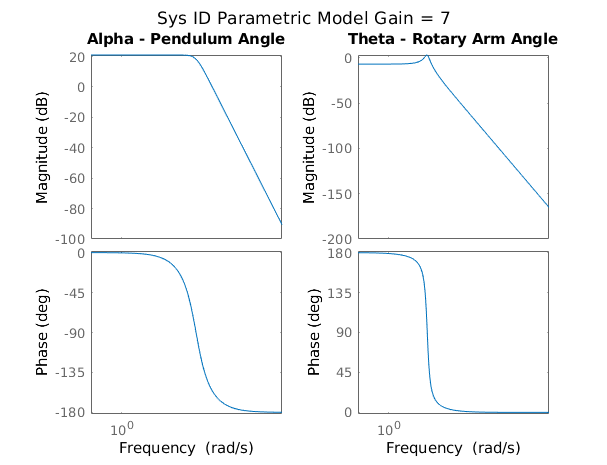 Sys ID Parametric Model Gain = 7
Alpha - Pendulum Angle
Theta - Rotary Arm Angle
Magnitude (dB)
20
0
-20
-40
-60
-80
-100
Magnitude (dB)
0
-50
-100
-150
-200
Phase (deg)
0
-45
-90
-135
-180
Phase (deg)
180
135
90
45
0
10^0
10^0
Frequency (rad/s)
Frequency (rad/s)